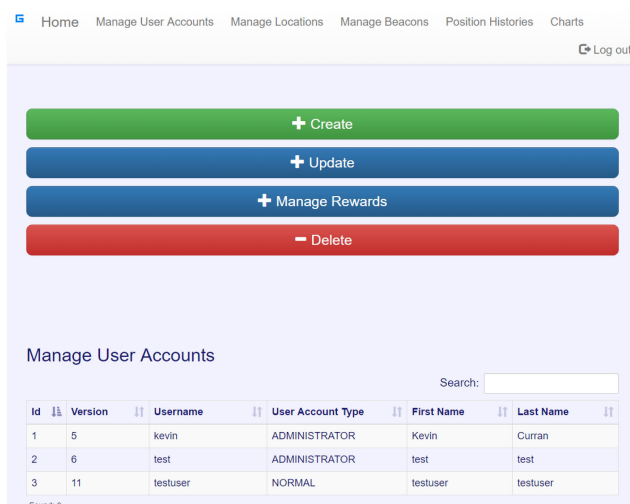 G Home Manage User Accounts Manage Locations Manage Beacons Position Histories Charts
Log out
Create
Update
Manage Rewards
Delete
Manage User Accounts
Search:
Id Version Username User Account Type First Name Last Name
1 5 kevin ADMINISTRATOR Kevin Curran
2 6 test ADMINISTRATOR test test
3 11 testuser NORMAL testuser testuser